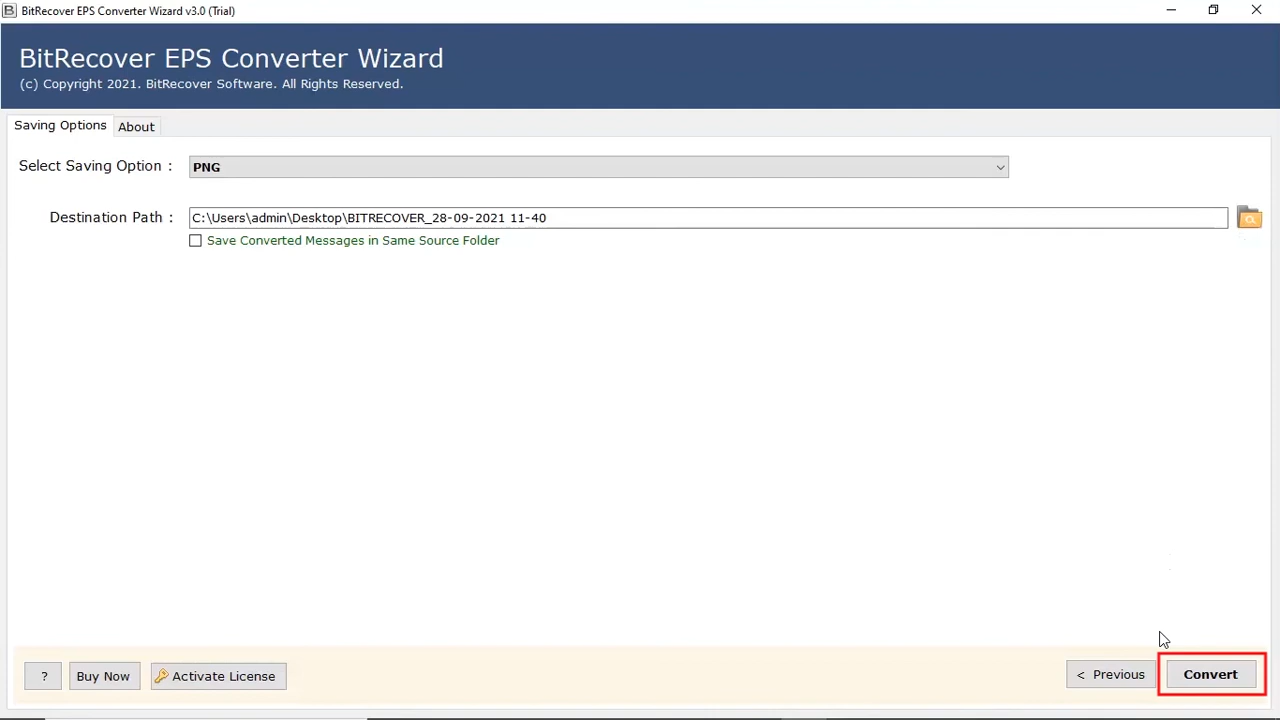 BitRecover EPS Converter Wizard v3.0 (Trial)
BitRecover EPS Converter Wizard
(c) Copyright 2021. BitRecover Software. All Rights Reserved.
Saving Options About
Select Saving Option : PNG
Destination Path : C:\Users\admin\Desktop\BITRECOVER_28-09-2021 11-40
Save Converted Messages in Same Source Folder
? Buy Now Activate License < Previous Convert